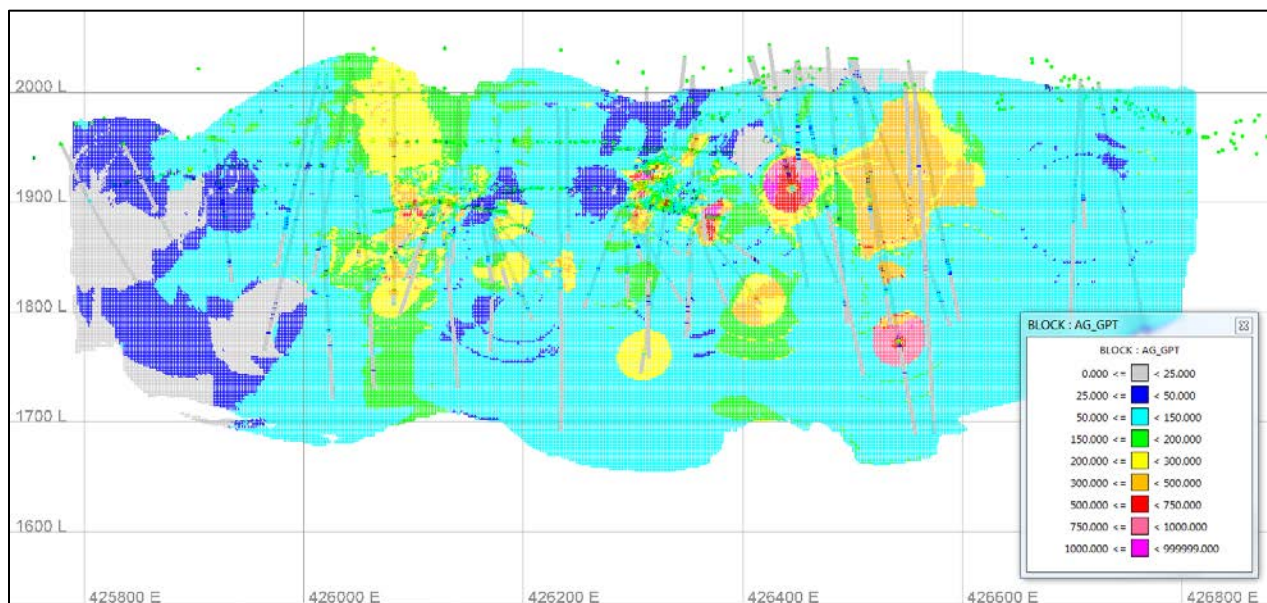 2000 L
1900 L
1800 L
1700 L
1600 L
425800 E
426000 E
426200 E
426400 E
426600 E
426800 E
BLOCK : AG_GPT
BLOCK : AG_GPT
0.000 <= < 25.000
25.000 <= < 50.000
50.000 <= < 150.000
150.000 <= < 200.000
200.000 <= < 300.000
300.000 <= < 500.000
500.000 <= < 750.000
750.000 <= < 1000.000
1000.000 <= < 999999.000